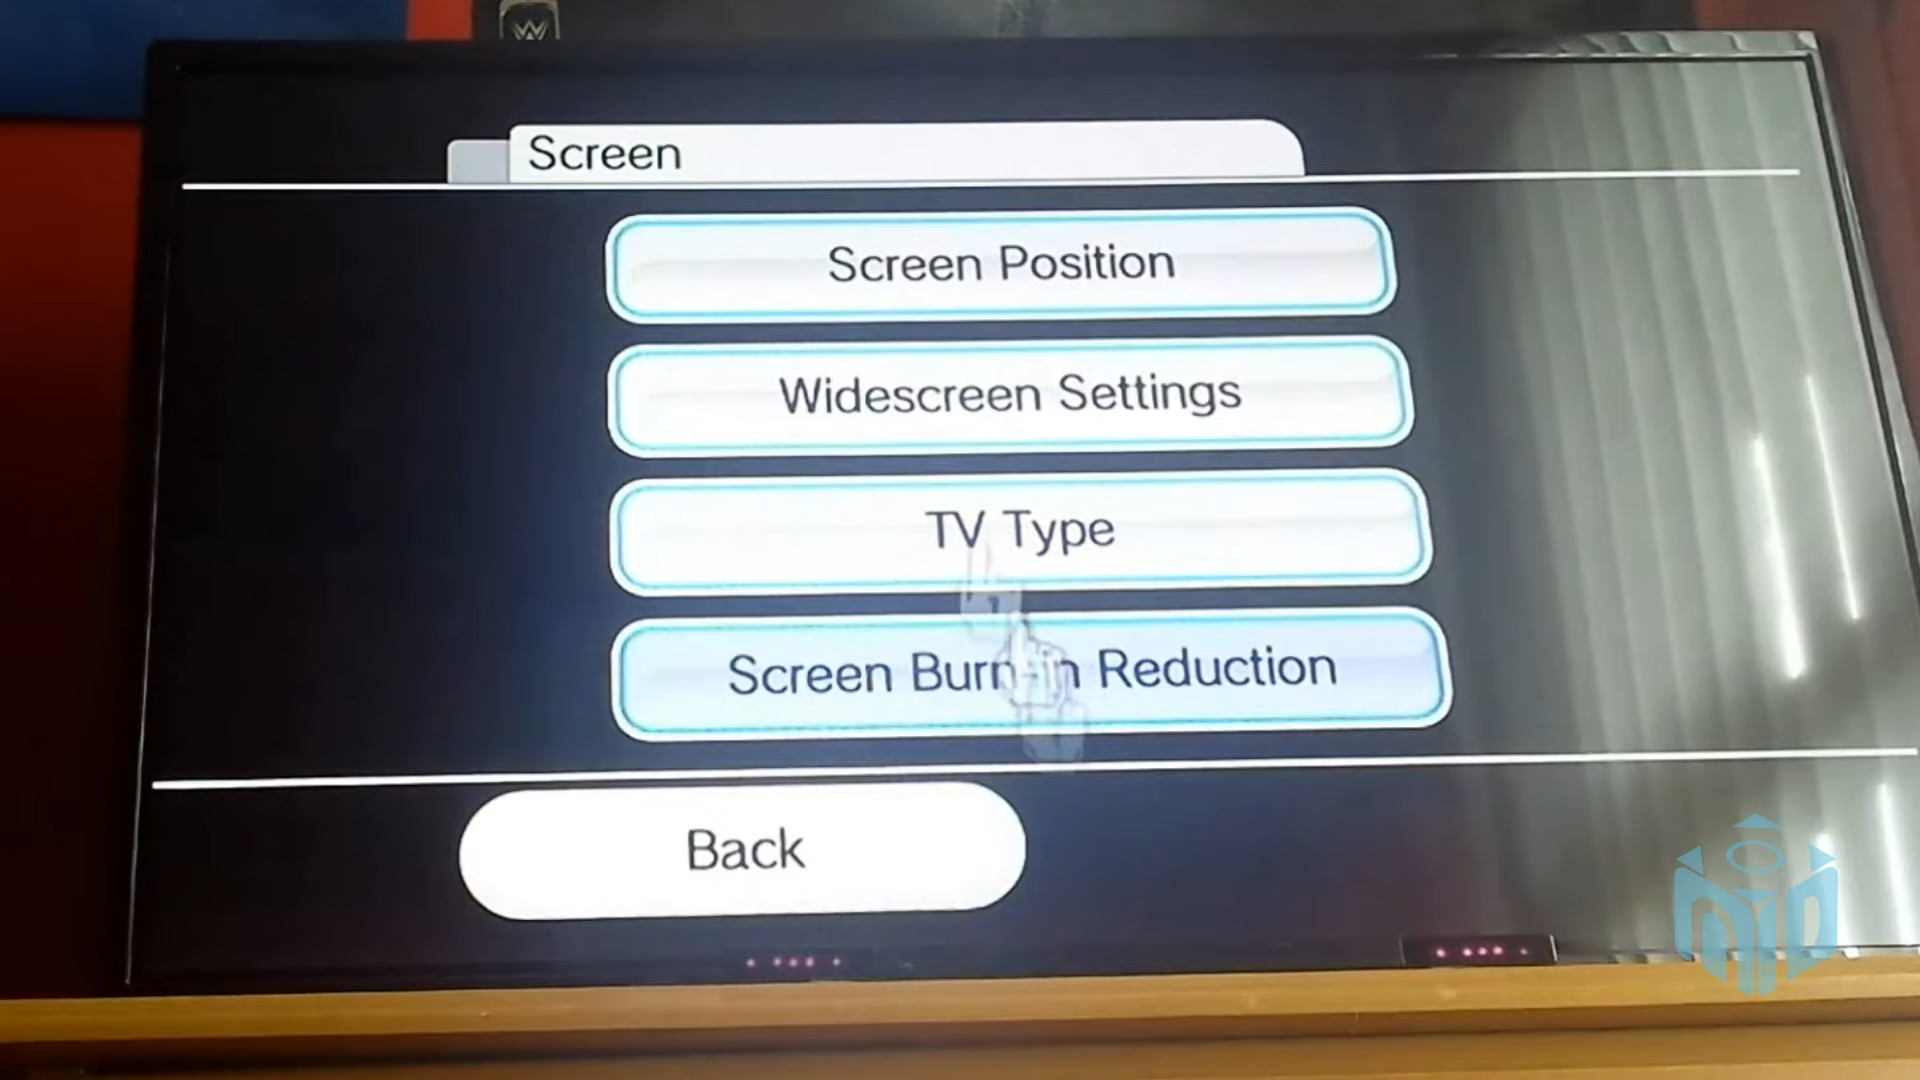 Screen
Screen Position
Widescreen Settings
TV Type
Screen Burn-in Reduction
Back